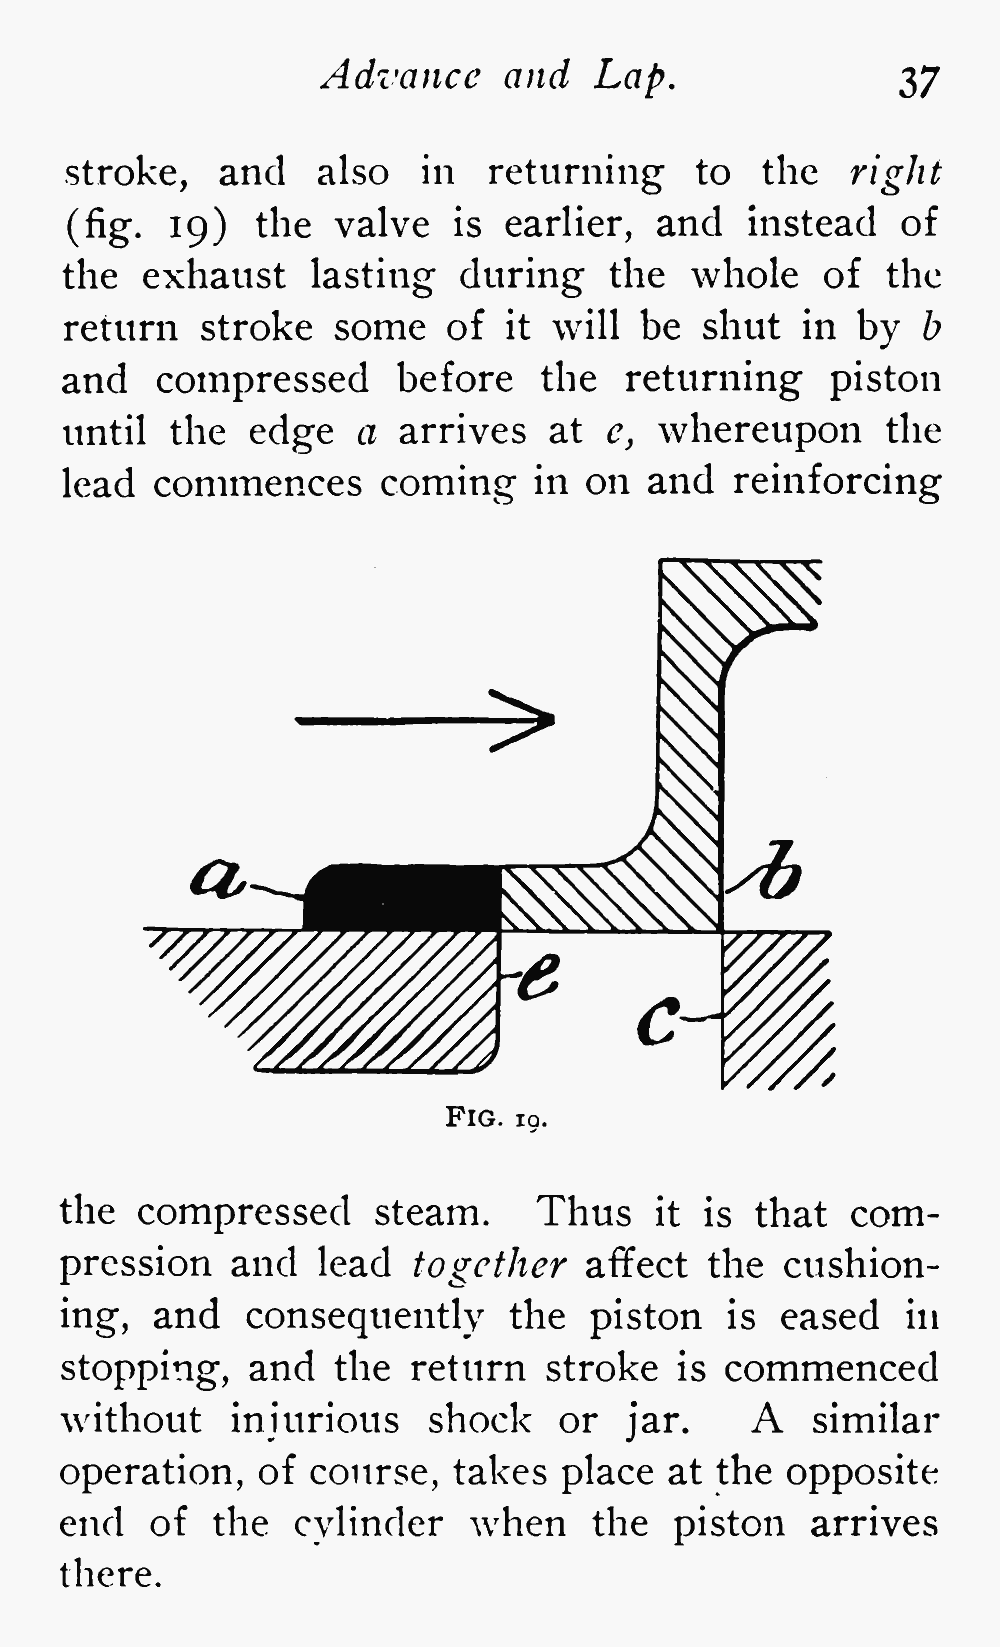 Advance and Lap. 37
stroke, and also in returning to the right
(fig. 19) the valve is earlier, and instead of
the exhaust lasting during the whole of the
return stroke some of it will be shut in by b
and compressed before the returning piston
until the edge a arrives at e, whereupon the
lead commences coming in on and reinforcing
a
b
e
c
FIG. 19.
the compressed steam. Thus it is that com-
pression and lead together affect the cushion-
ing, and consequently the piston is eased in
stopping, and the return stroke is commenced
without injurious shock or jar. A similar
operation, of course, takes place at the opposite
end of the cylinder when the piston arrives
there.